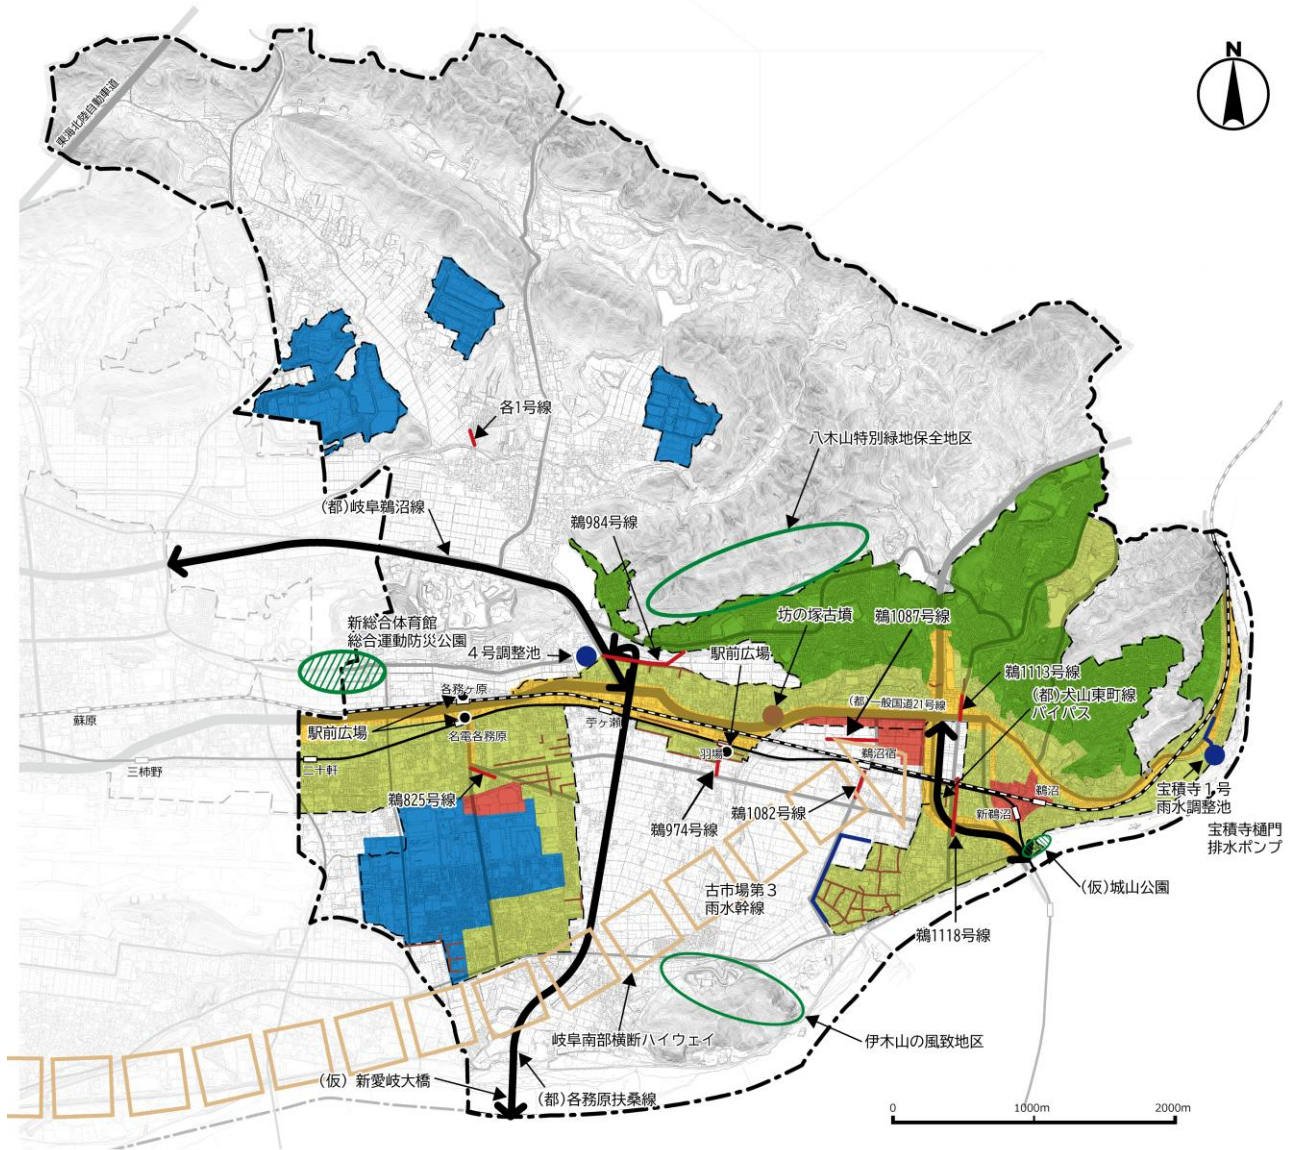 N
東海北陸自動車道
各1号線
八木山特別緑地保全地区
(都)岐阜鵜沼線
鵜984号線
新総合体育館
総合運動防災公園
4号調整池
坊の塚古墳
鵜1087号線
駅前広場
鵜1113号線
(都)犬山東町線
バイパス
各務ヶ原
(都)一般国道21号線
蘇原
駅前広場
名電各務原
苧ヶ瀬
羽場
鵜沼宿
三柿野
二十軒
鵜沼
新鵜沼
宝積寺1号
雨水調整池
鵜825号線
鵜974号線
鵜1082号線
宝積寺樋門
排水ポンプ
(仮)城山公園
古市場第3
雨水幹線
鵜1118号線
岐阜南部横断ハイウェイ
伊木山の風致地区
(仮) 新愛岐大橋
(都)各務原扶桑線
0 1000m 2000m